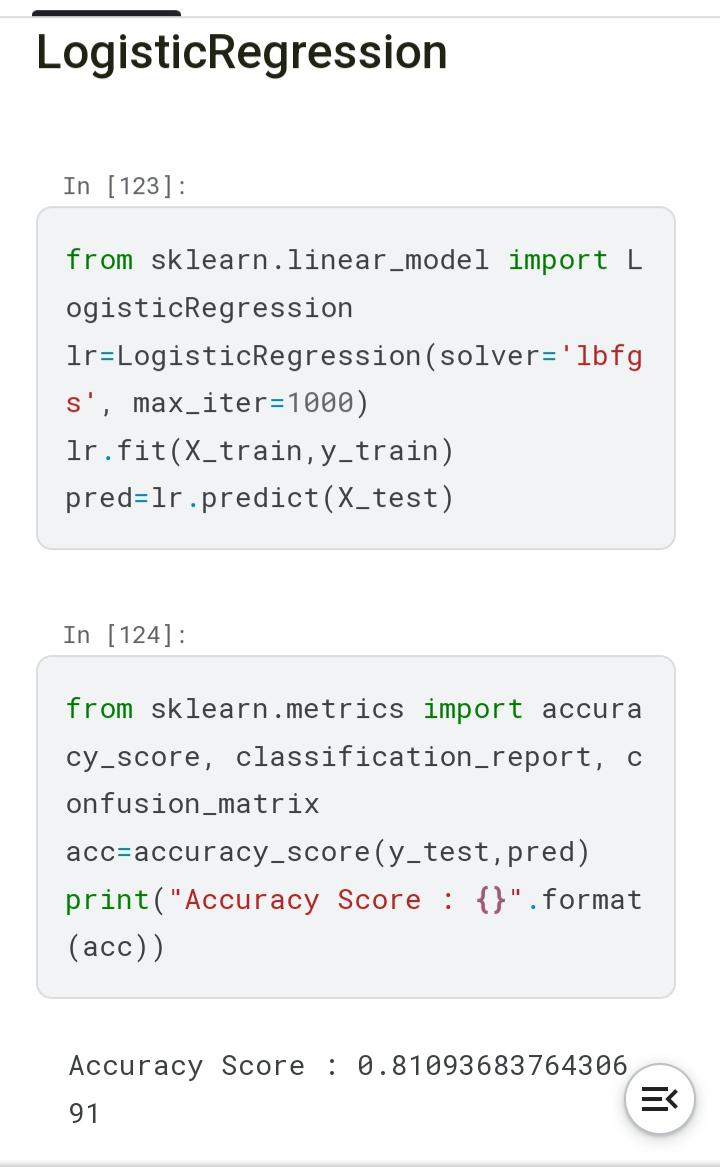 LogisticRegression
In [123]:
from sklearn.linear_model import L
ogisticRegression
lr=LogisticRegression(solver='lbfg
s', max_iter=1000)
lr.fit(X_train,y_train)
pred=lr.predict(X_test)
In [124]:
from sklearn.metrics import accura
cy_score, classification_report, c
onfusion_matrix
acc=accuracy_score(y_test,pred)
print("Accuracy Score : {}".format
(acc))
Accuracy Score : 0.81093683764306
91